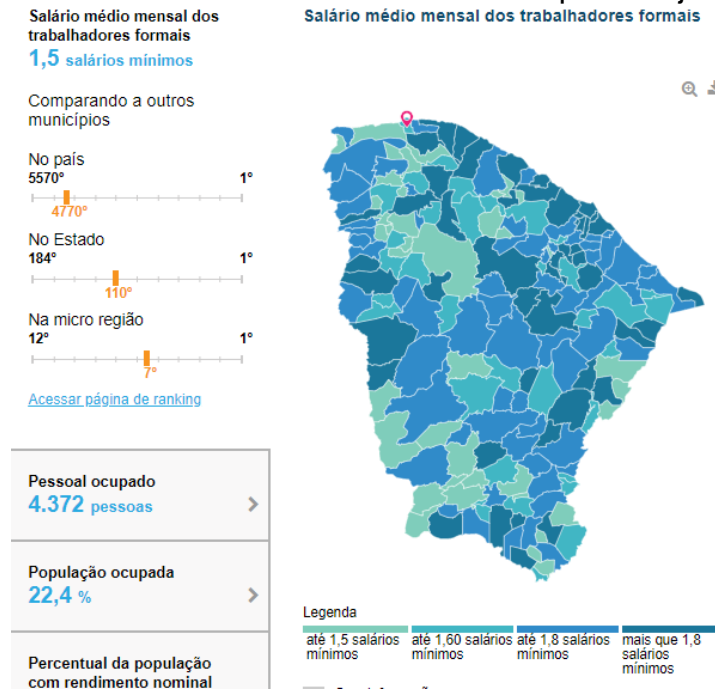 Salário médio mensal dos
trabalhadores formais
1,5 salários mínimos
Comparando a outros
municípios
No país
5570° 1°
4770°
No Estado
184° 1°
110°
Na micro região
12° 1°
7°
Acessar página de ranking
Pessoal ocupado
4.372 pessoas
População ocupada
22,4 %
Percentual da população
com rendimento nominal
Salário médio mensal dos trabalhadores formais
Legenda
até 1,5 salários
mínimos
até 1,60 salários
mínimos
até 1,8 salários
mínimos
mais que 1,8
salários
mínimos